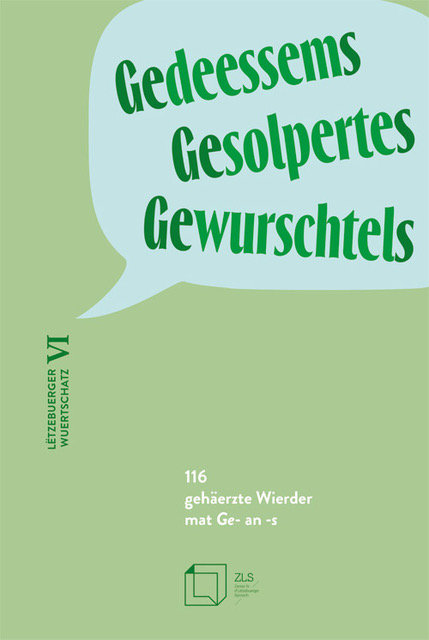 Gedeessems
Gesolpertes
Gewurschtels
LËTZEBUERGER
WUERTSCHATZ
VI
116
gehäerzte Wierder
mat Ge- an -s
ZLS
Zenter fir
d'Lëtzebuerger
Sprooch